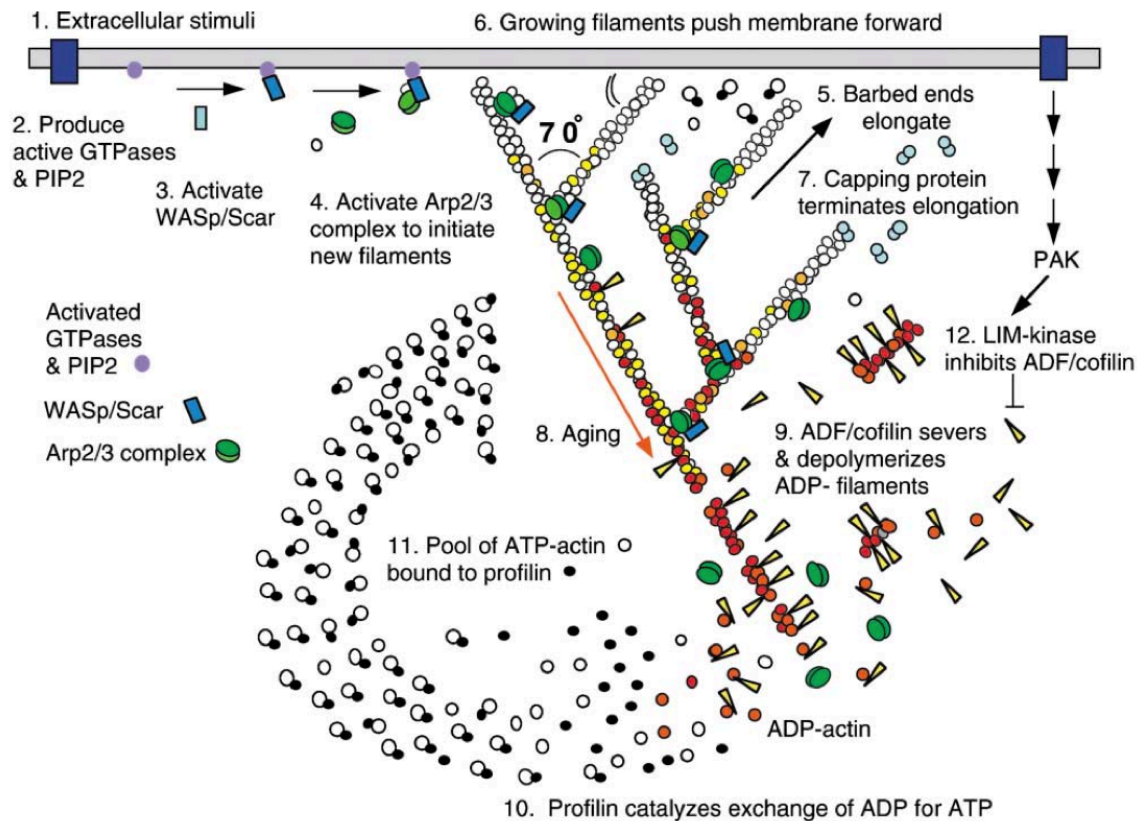 1. Extracellular stimuli
6. Growing filaments push membrane forward
2. Produce
active GTPases
& PIP2
3. Activate
WASp/Scar
4. Activate Arp2/3
complex to initiate
new filaments
70°
5. Barbed ends
elongate
7. Capping protein
terminates elongation
PAK
12. LIM-kinase
inhibits ADF/cofilin
Activated
GTPases
& PIP2
WASp/Scar
Arp2/3 complex
8. Aging
9. ADF/cofilin severs
& depolymerizes
ADP- filaments
11. Pool of ATP-actin
bound to profilin
ADP-actin
10. Profilin catalyzes exchange of ADP for ATP